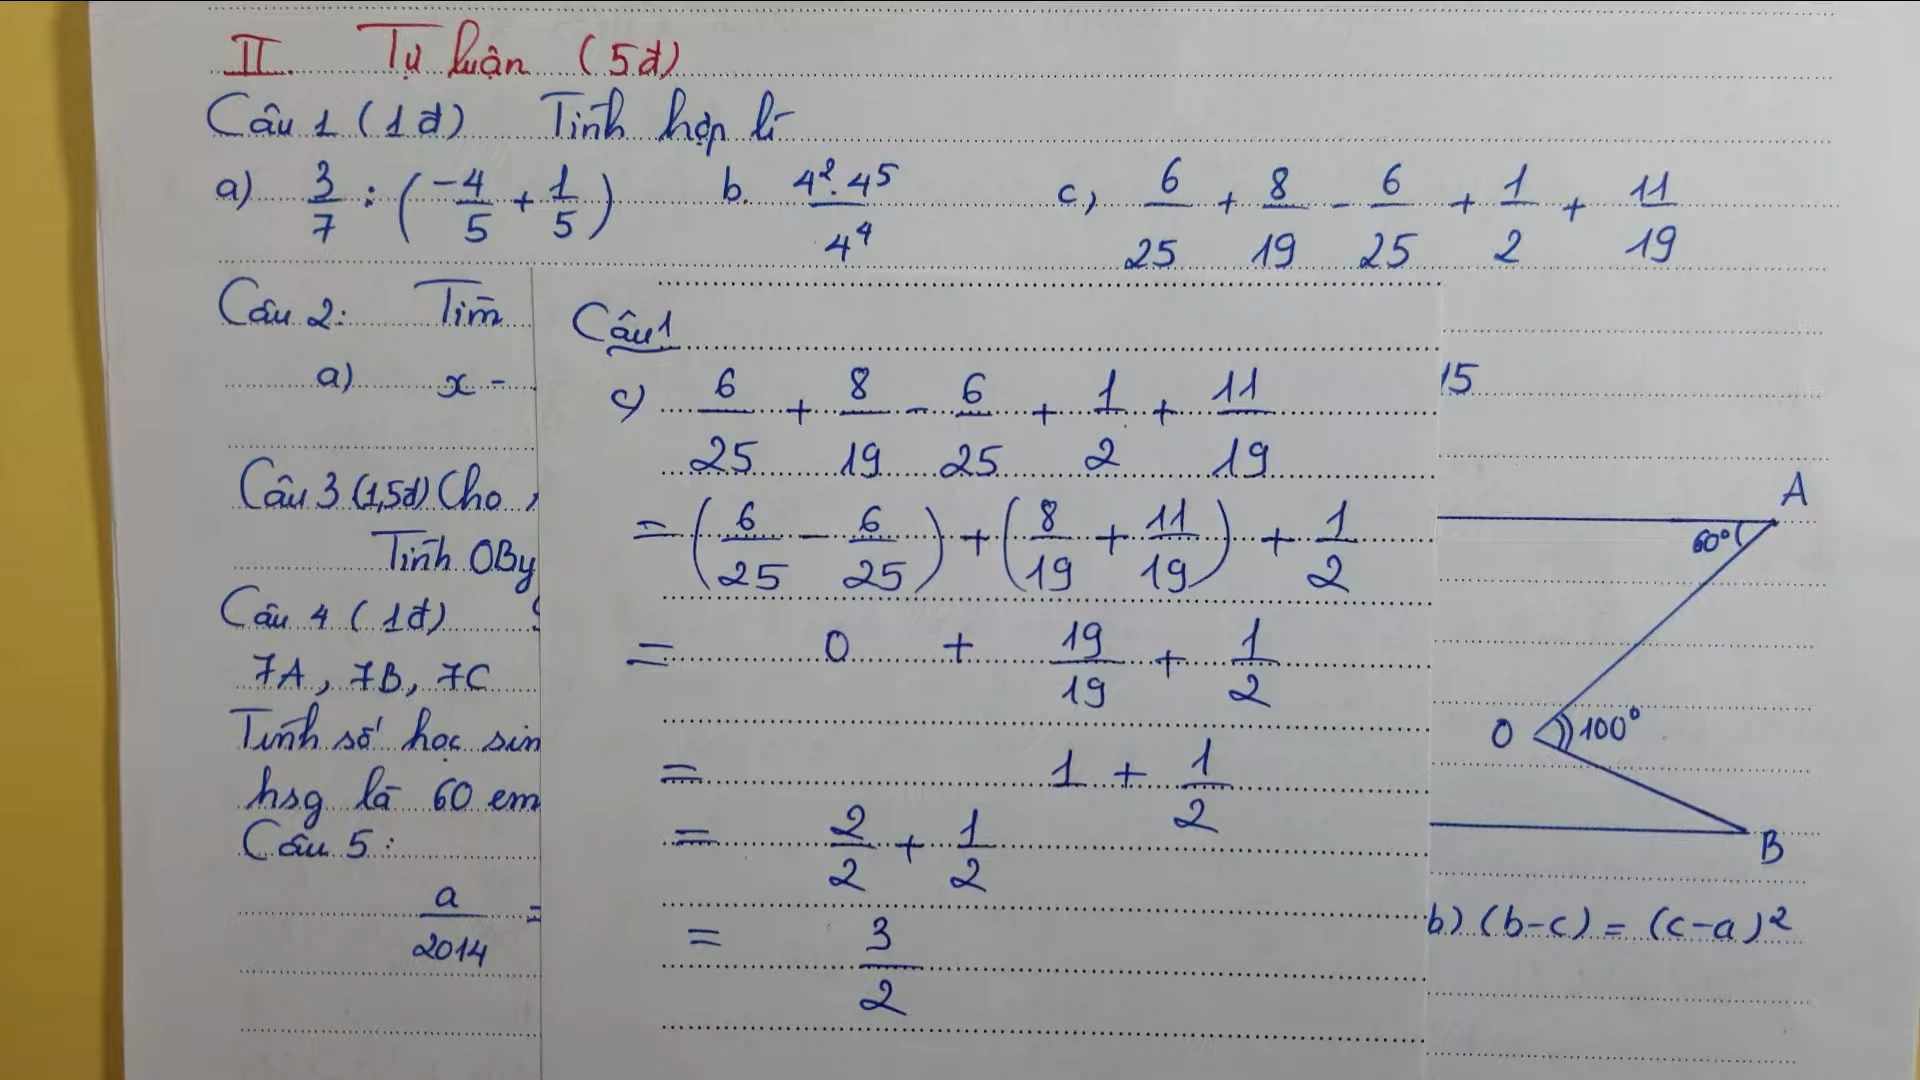 II. Tự luận (5đ)
Câu 1 (1đ) Tính hợp lí
a) 3/7 : (-4/5 + 1/5) b. 4².4⁵/4⁴ c, 6/25 + 8/19 - 6/25 + 1/2 + 11/19
Câu 2: Tìm
a) x -
15
Câu 3 (1,5đ) Cho
Tính OBy
Câu 4 (1đ)
7A, 7B, 7C
Tính số học sin
hsg là 60 em
Câu 5:
a/2014 =
b) (b-c) = (c-a)²
Câu 1
c) 6/25 + 8/19 - 6/25 + 1/2 + 11/19
= (6/25 - 6/25) + (8/19 + 11/19) + 1/2
= 0 + 19/19 + 1/2
= 1 + 1/2
= 2/2 + 1/2
= 3/2
A
60°
O 100°
B